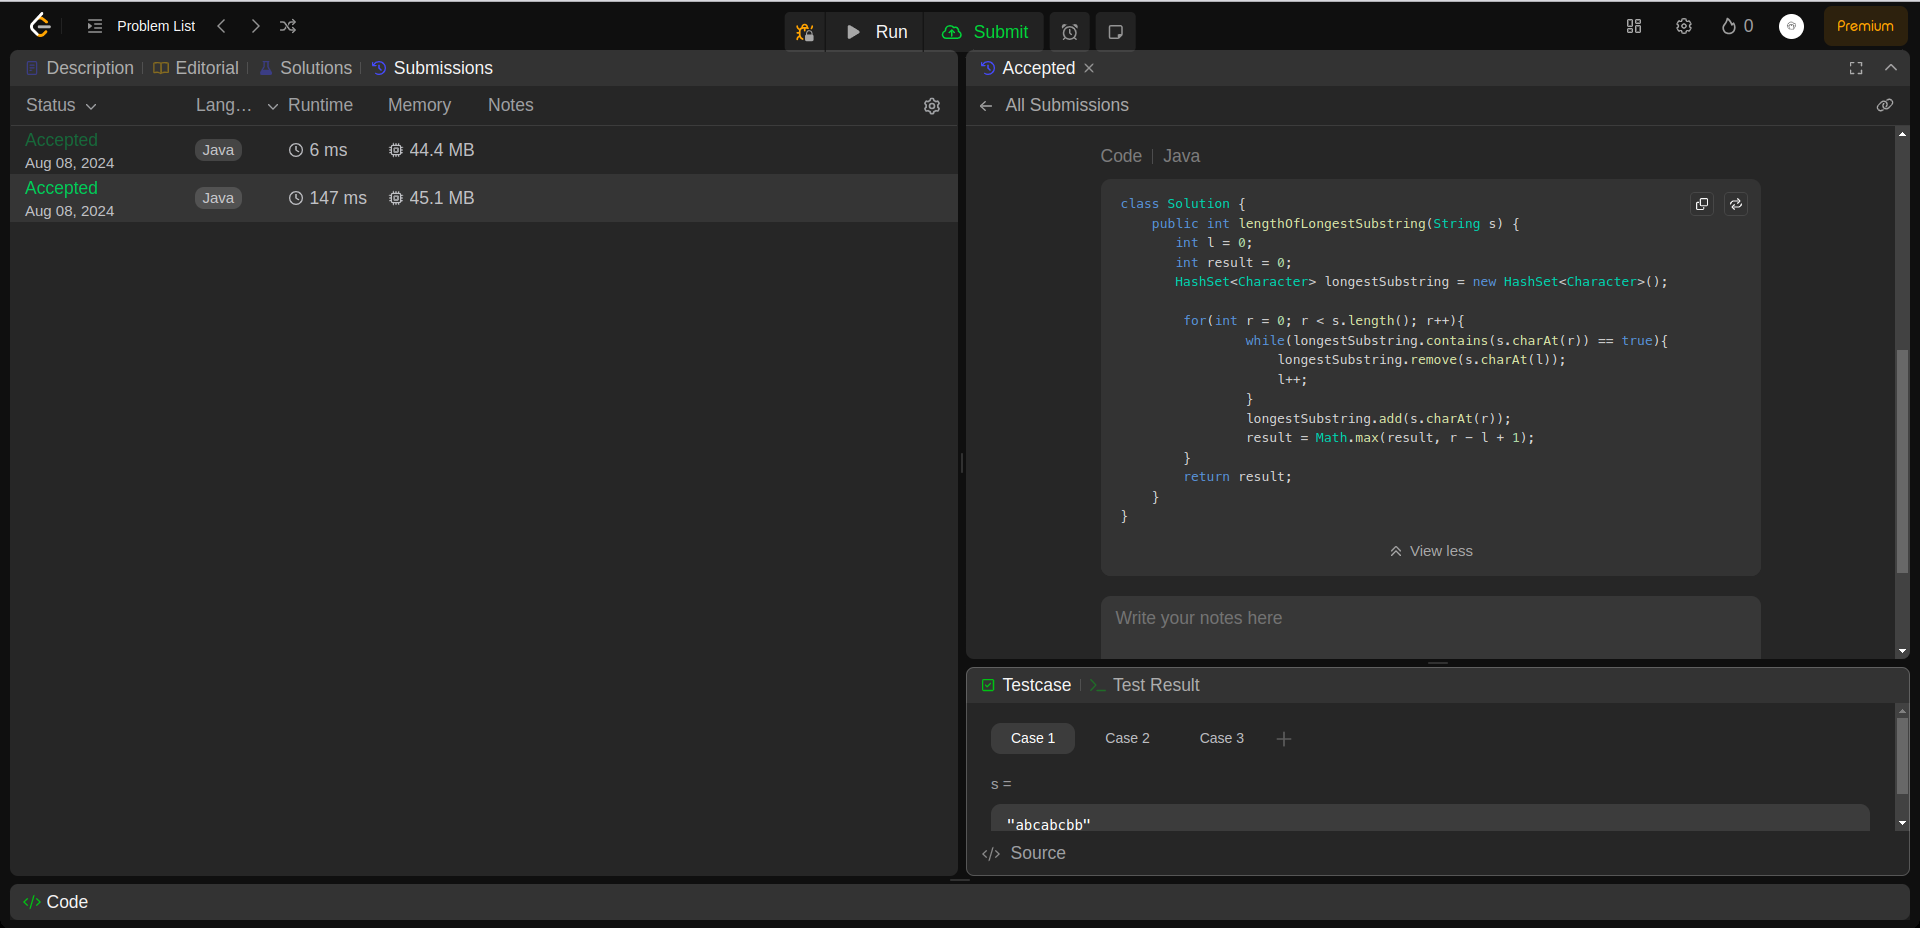 Problem List
Run
Submit
0
Premium
Description
Editorial
Solutions
Submissions
Status
Lang...
Runtime
Memory
Notes
Accepted
Aug 08, 2024
Java
6 ms
44.4 MB
Accepted
Aug 08, 2024
Java
147 ms
45.1 MB
Accepted
All Submissions
Code
Java
class Solution {
public int lengthOfLongestSubstring(String s) {
int l = 0;
int result = 0;
HashSet<Character> longestSubstring = new HashSet<Character>();
for(int r = 0; r < s.length(); r++){
while(longestSubstring.contains(s.charAt(r)) == true){
longestSubstring.remove(s.charAt(l));
l++;
}
longestSubstring.add(s.charAt(r));
result = Math.max(result, r - l + 1);
}
return result;
}
}
View less
Write your notes here
Testcase
Test Result
Case 1
Case 2
Case 3
s =
"abcabcbb"
</> Source
</> Code